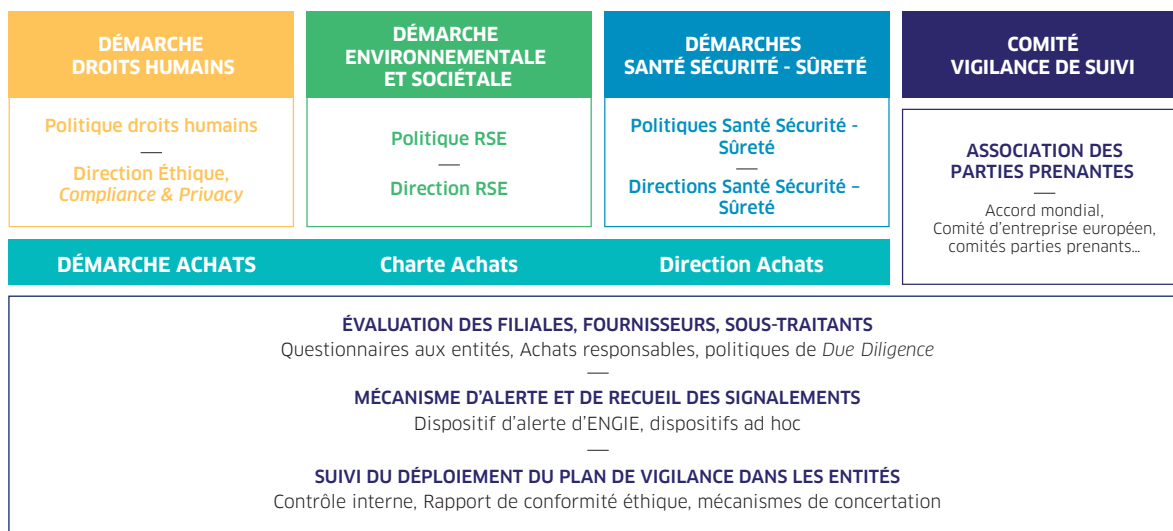 DÉMARCHE
DROITS HUMAINS
Politique droits humains
—
Direction Éthique,
Compliance & Privacy
DÉMARCHE
ENVIRONNEMENTALE
ET SOCIÉTALE
Politique RSE
—
Direction RSE
DÉMARCHES
SANTÉ SÉCURITÉ - SÛRETÉ
Politiques Santé Sécurité -
Sûreté
—
Directions Santé Sécurité –
Sûreté
COMITÉ
VIGILANCE DE SUIVI
ASSOCIATION DES
PARTIES PRENANTES
—
Accord mondial,
Comité d'entreprise européen,
comités parties prenants…
DÉMARCHE ACHATS Charte Achats Direction Achats
ÉVALUATION DES FILIALES, FOURNISSEURS, SOUS-TRAITANTS
Questionnaires aux entités, Achats responsables, politiques de Due Diligence
—
MÉCANISME D'ALERTE ET DE RECUEIL DES SIGNALEMENTS
Dispositif d'alerte d'ENGIE, dispositifs ad hoc
—
SUIVI DU DÉPLOIEMENT DU PLAN DE VIGILANCE DANS LES ENTITÉS
Contrôle interne, Rapport de conformité éthique, mécanismes de concertation